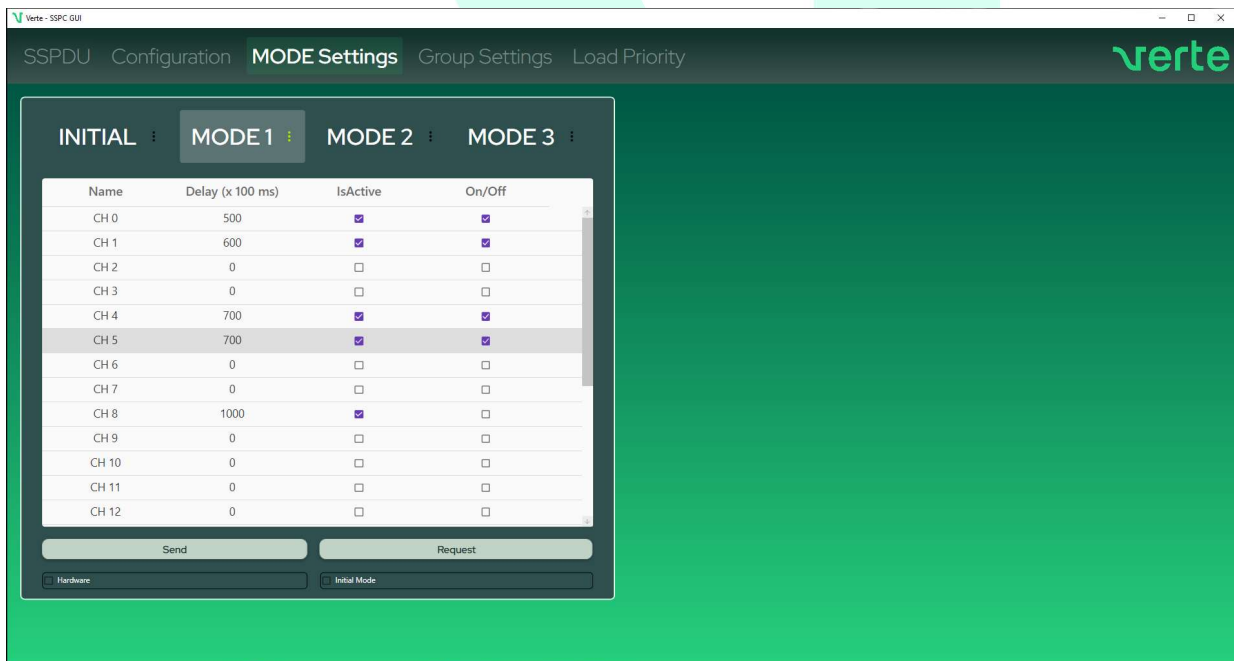 Verte - SSPC GUI
SSPDU Configuration MODE Settings Group Settings Load Priority verte
INITIAL MODE 1 MODE 2 MODE 3
Name Delay (x 100 ms) IsActive On/Off
CH 0 500
CH 1 600
CH 2 0
CH 3 0
CH 4 700
CH 5 700
CH 6 0
CH 7 0
CH 8 1000
CH 9 0
CH 10 0
CH 11 0
CH 12 0
Send Request
Hardware Initial Mode